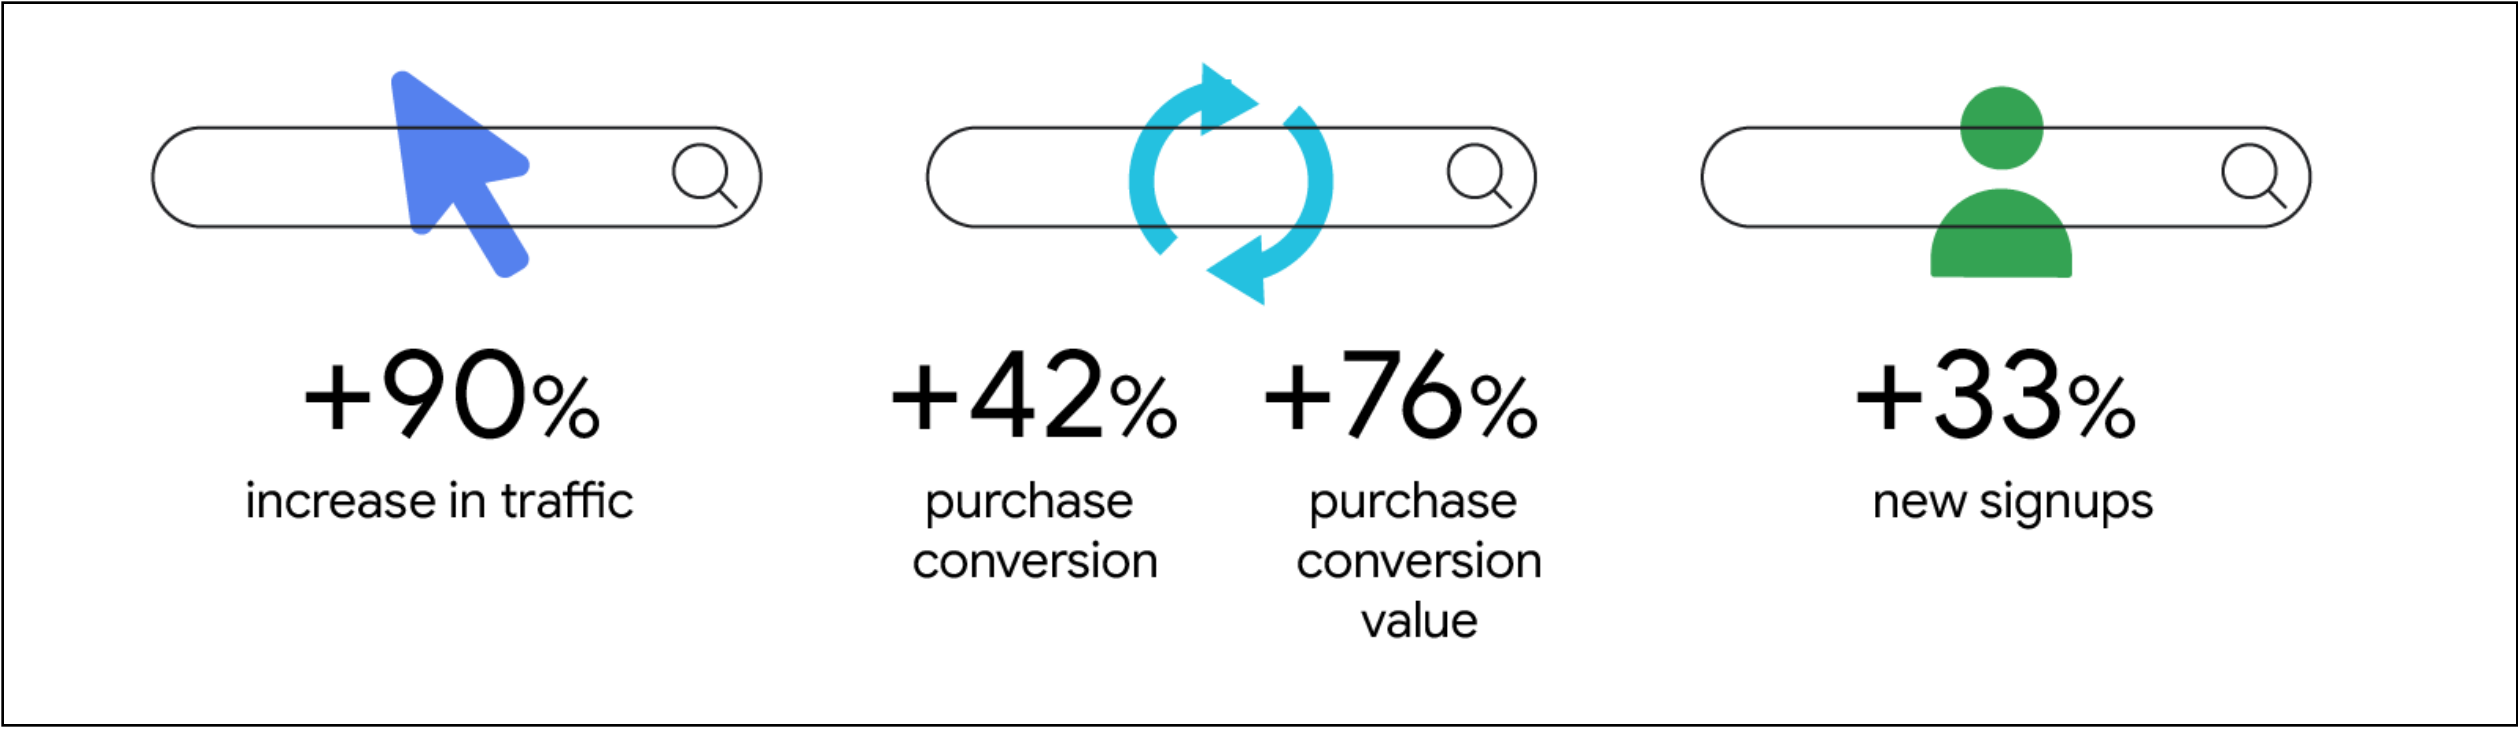 +90%
increase in traffic
+42%
purchase
conversion
+76%
purchase
conversion
value
+33%
new signups